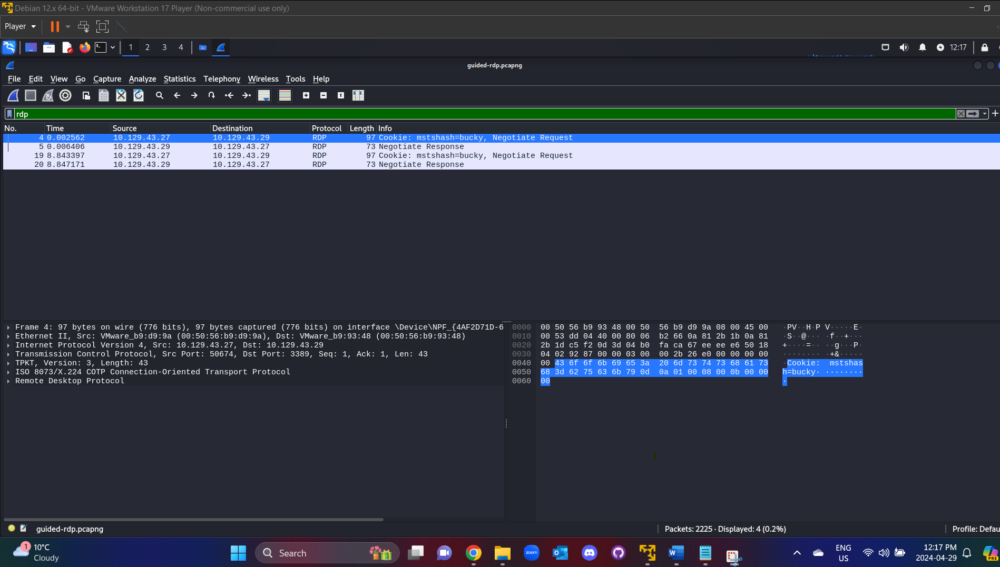 Debian 12.x 64-bit - VMware Workstation 17 Player (Non-commercial use only)
Player
1 2 3 4 12:17
guided-rdp.pcapng
File Edit View Go Capture Analyze Statistics Telephony Wireless Tools Help
rdp
No. Time Source Destination Protocol Length Info
4 0.002562 10.129.43.27 10.129.43.29 RDP 97 Cookie: mstshash=bucky, Negotiate Request
5 0.006406 10.129.43.29 10.129.43.27 RDP 73 Negotiate Response
19 8.843397 10.129.43.27 10.129.43.29 RDP 97 Cookie: mstshash=bucky, Negotiate Request
20 8.847171 10.129.43.29 10.129.43.27 RDP 73 Negotiate Response
Frame 4: 97 bytes on wire (776 bits), 97 bytes captured (776 bits) on interface \Device\NPF_{4AF2D71D-6
Ethernet II, Src: VMware_b9:d9:9a (00:50:56:b9:d9:9a), Dst: VMware_b9:93:48 (00:50:56:b9:93:48)
Internet Protocol Version 4, Src: 10.129.43.27, Dst: 10.129.43.29
Transmission Control Protocol, Src Port: 50674, Dst Port: 3389, Seq: 1, Ack: 1, Len: 43
TPKT, Version: 3, Length: 43
ISO 8073/X.224 COTP Connection-Oriented Transport Protocol
Remote Desktop Protocol
0000 00 50 56 b9 93 48 00 50 56 b9 d9 9a 08 00 45 00 ·PV··H·P V·····E·
0010 00 53 dd 04 40 00 80 06 b2 66 0a 81 2b 1b 0a 81 ·S··@··· ·f··+···
0020 2b 1d c5 f2 0d 3d 04 b0 fa ca 67 ee ee e6 50 18 +····=·· ··g···P·
0030 04 02 92 87 00 00 03 00 00 2b 26 e0 00 00 00 00 ········ ·+&·····
0040 00 43 6f 6f 6b 69 65 3a 20 6d 73 74 73 68 61 73 ·Cookie: mstshas
0050 68 3d 62 75 63 6b 79 0d 0a 01 00 08 00 0b 00 00 h=bucky· ········
0060 00 ·
guided-rdp.pcapng Packets: 2225 · Displayed: 4 (0.2%) Profile: Defau
1 10°C
Cloudy
Search
zoom
ENG
US
12:17 PM
2024-04-29
PRE